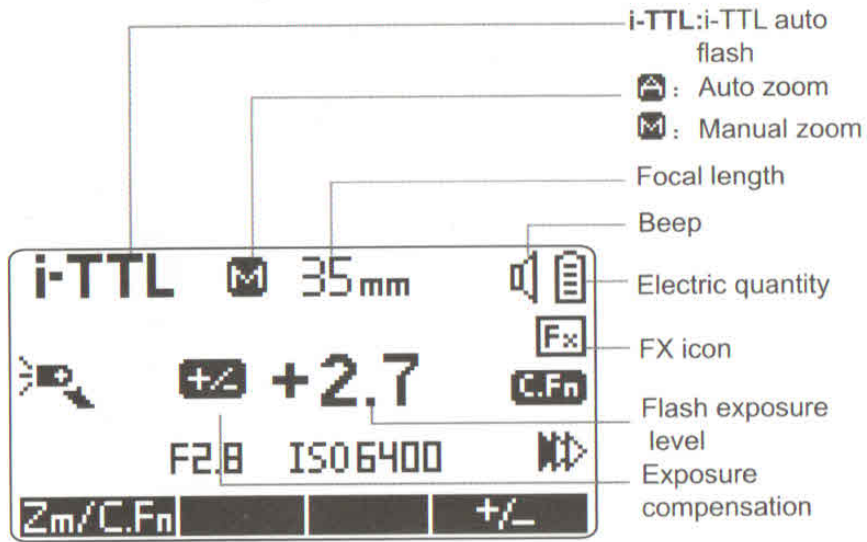 i-TTL:i-TTL auto
flash
A : Auto zoom
M : Manual zoom
Focal length
Beep
i-TTL M 35mm
Electric quantity
Fx
FX icon
+/- +2.7 C.Fn
Flash exposure
level
F2.8 ISO6400
Exposure
compensation
Zm/C.Fn +/-